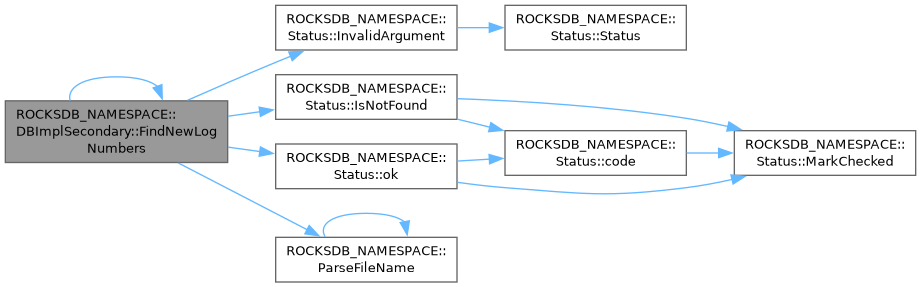 ROCKSDB_NAMESPACE::
DBImplSecondary::FindNewLog
Numbers
ROCKSDB_NAMESPACE::
Status::InvalidArgument
ROCKSDB_NAMESPACE::
Status::Status
ROCKSDB_NAMESPACE::
Status::IsNotFound
ROCKSDB_NAMESPACE::
Status::code
ROCKSDB_NAMESPACE::
Status::MarkChecked
ROCKSDB_NAMESPACE::
Status::ok
ROCKSDB_NAMESPACE::
ParseFileName